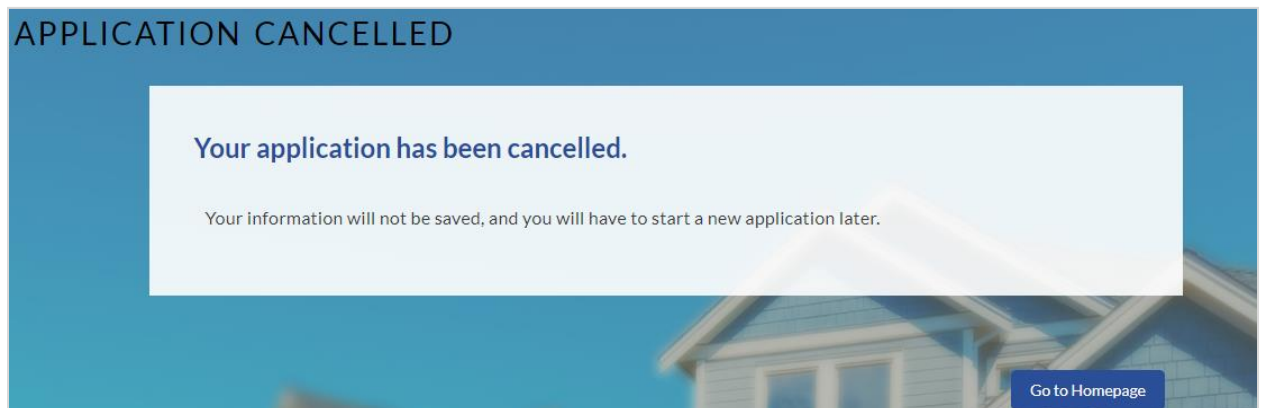 APPLICATION CANCELLED
Your application has been cancelled.
Your information will not be saved, and you will have to start a new application later.
Go to Homepage